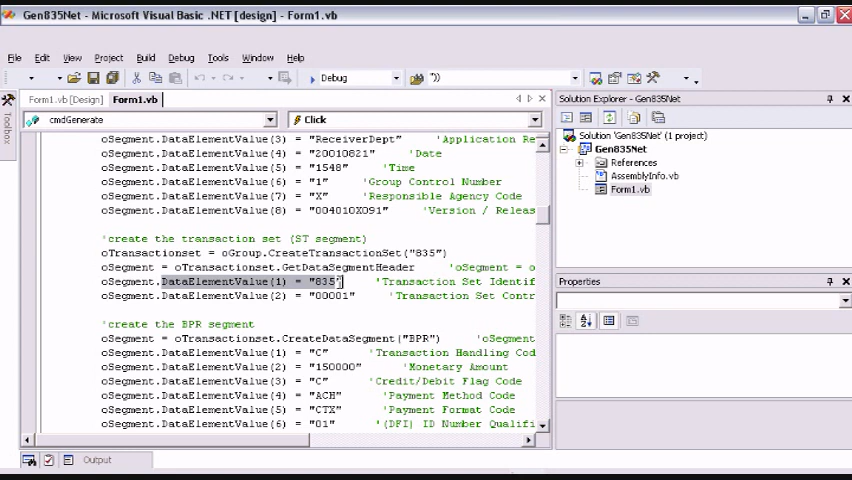 Gen835Net - Microsoft Visual Basic .NET [design] - Form1.vb
File Edit View Project Build Debug Tools Window Help
Debug "))
Form1.vb [Design] Form1.vb
Solution Explorer - Gen835Net
Toolbox
cmdGenerate Click
oSegment.DataElementValue(3) = "ReceiverDept" 'Application Re
oSegment.DataElementValue(4) = "20010821" 'Date
oSegment.DataElementValue(5) = "1548" 'Time
oSegment.DataElementValue(6) = "1" 'Group Control Number
oSegment.DataElementValue(7) = "X" 'Responsible Agency Code
oSegment.DataElementValue(8) = "004010X091" 'Version / Releas
'create the transaction set (ST segment)
oTransactionset = oGroup.CreateTransactionSet("835")
oSegment = oTransactionset.GetDataSegmentHeader 'oSegment = o
oSegment.DataElementValue(1) = "835" 'Transaction Set Identif
oSegment.DataElementValue(2) = "00001" 'Transaction Set Contr
'create the BPR segment
oSegment = oTransactionset.CreateDataSegment("BPR") 'oSegment
oSegment.DataElementValue(1) = "C" 'Transaction Handling Cod
oSegment.DataElementValue(2) = "150000" 'Monetary Amount
oSegment.DataElementValue(3) = "C" 'Credit/Debit Flag Code
oSegment.DataElementValue(4) = "ACH" 'Payment Method Code
oSegment.DataElementValue(5) = "CTX" 'Payment Format Code
oSegment.DataElementValue(6) = "01" '(DFI) ID Number Qualifi
Solution 'Gen835Net' (1 project)
Gen835Net
References
AssemblyInfo.vb
Form1.vb
Properties
Output